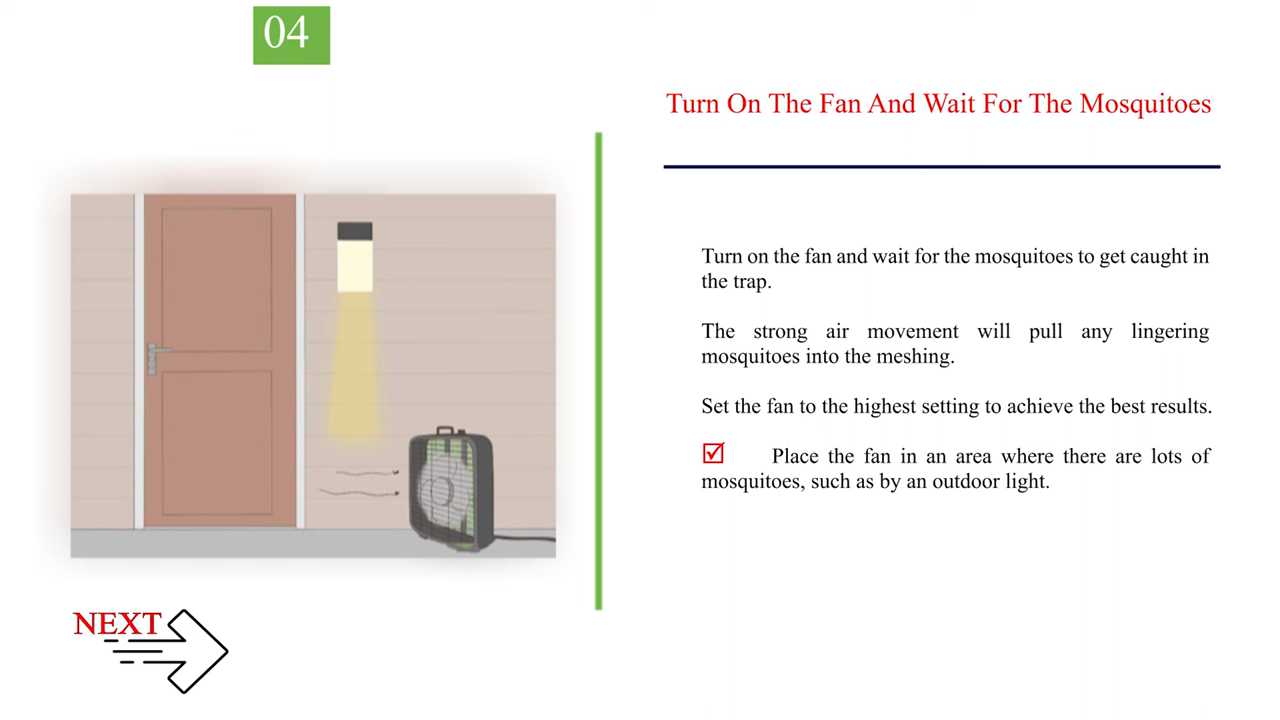 04
Turn On The Fan And Wait For The Mosquitoes
Turn on the fan and wait for the mosquitoes to get caught in
the trap.
The strong air movement will pull any lingering
mosquitoes into the meshing.
Set the fan to the highest setting to achieve the best results.
Place the fan in an area where there are lots of
mosquitoes, such as by an outdoor light.
NEXT